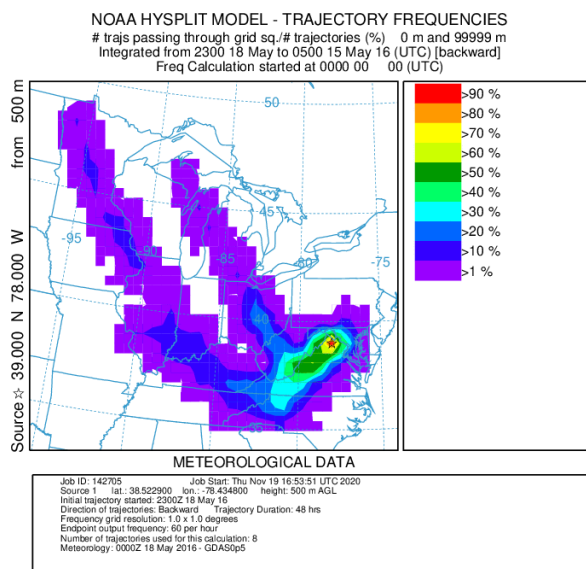 NOAA HYSPLIT MODEL - TRAJECTORY FREQUENCIES
# trajs passing through grid sq./# trajectories (%) 0 m and 99999 m
Integrated from 2300 18 May to 0500 15 May 16 (UTC) [backward]
Freq Calculation started at 0000 00 00 (UTC)
Source ☆ 39.000 N 78.000 W from 500 m
50
45
-95
-90
-85
-80
-75
40
35
>90 %
>80 %
>70 %
>60 %
>50 %
>40 %
>30 %
>20 %
>10 %
>1 %
METEOROLOGICAL DATA
Job ID: 142705 Job Start: Thu Nov 19 16:53:51 UTC 2020
Source 1 lat.: 38.522900 lon.: -78.434800 height: 500 m AGL
Initial trajectory started: 2300Z 18 May 16
Direction of trajectories: Backward Trajectory Duration: 48 hrs
Frequency grid resolution: 1.0 x 1.0 degrees
Endpoint output frequency: 60 per hour
Number of trajectories used for this calculation: 8
Meteorology: 0000Z 18 May 2016 - GDAS0p5